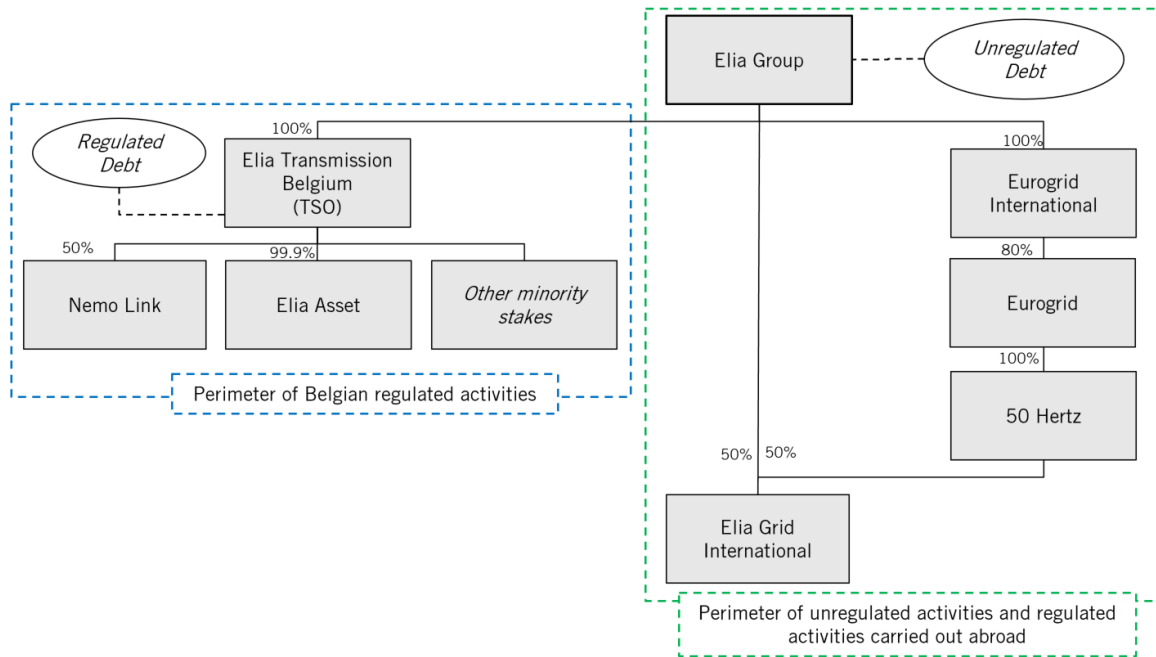 Elia Group
Unregulated
Debt
Regulated
Debt
100%
Elia Transmission
Belgium
(TSO)
100%
Eurogrid
International
50%
Nemo Link
99.9%
Elia Asset
Other minority
stakes
80%
Eurogrid
100%
50 Hertz
Perimeter of Belgian regulated activities
50%
50%
Elia Grid
International
Perimeter of unregulated activities and regulated
activities carried out abroad